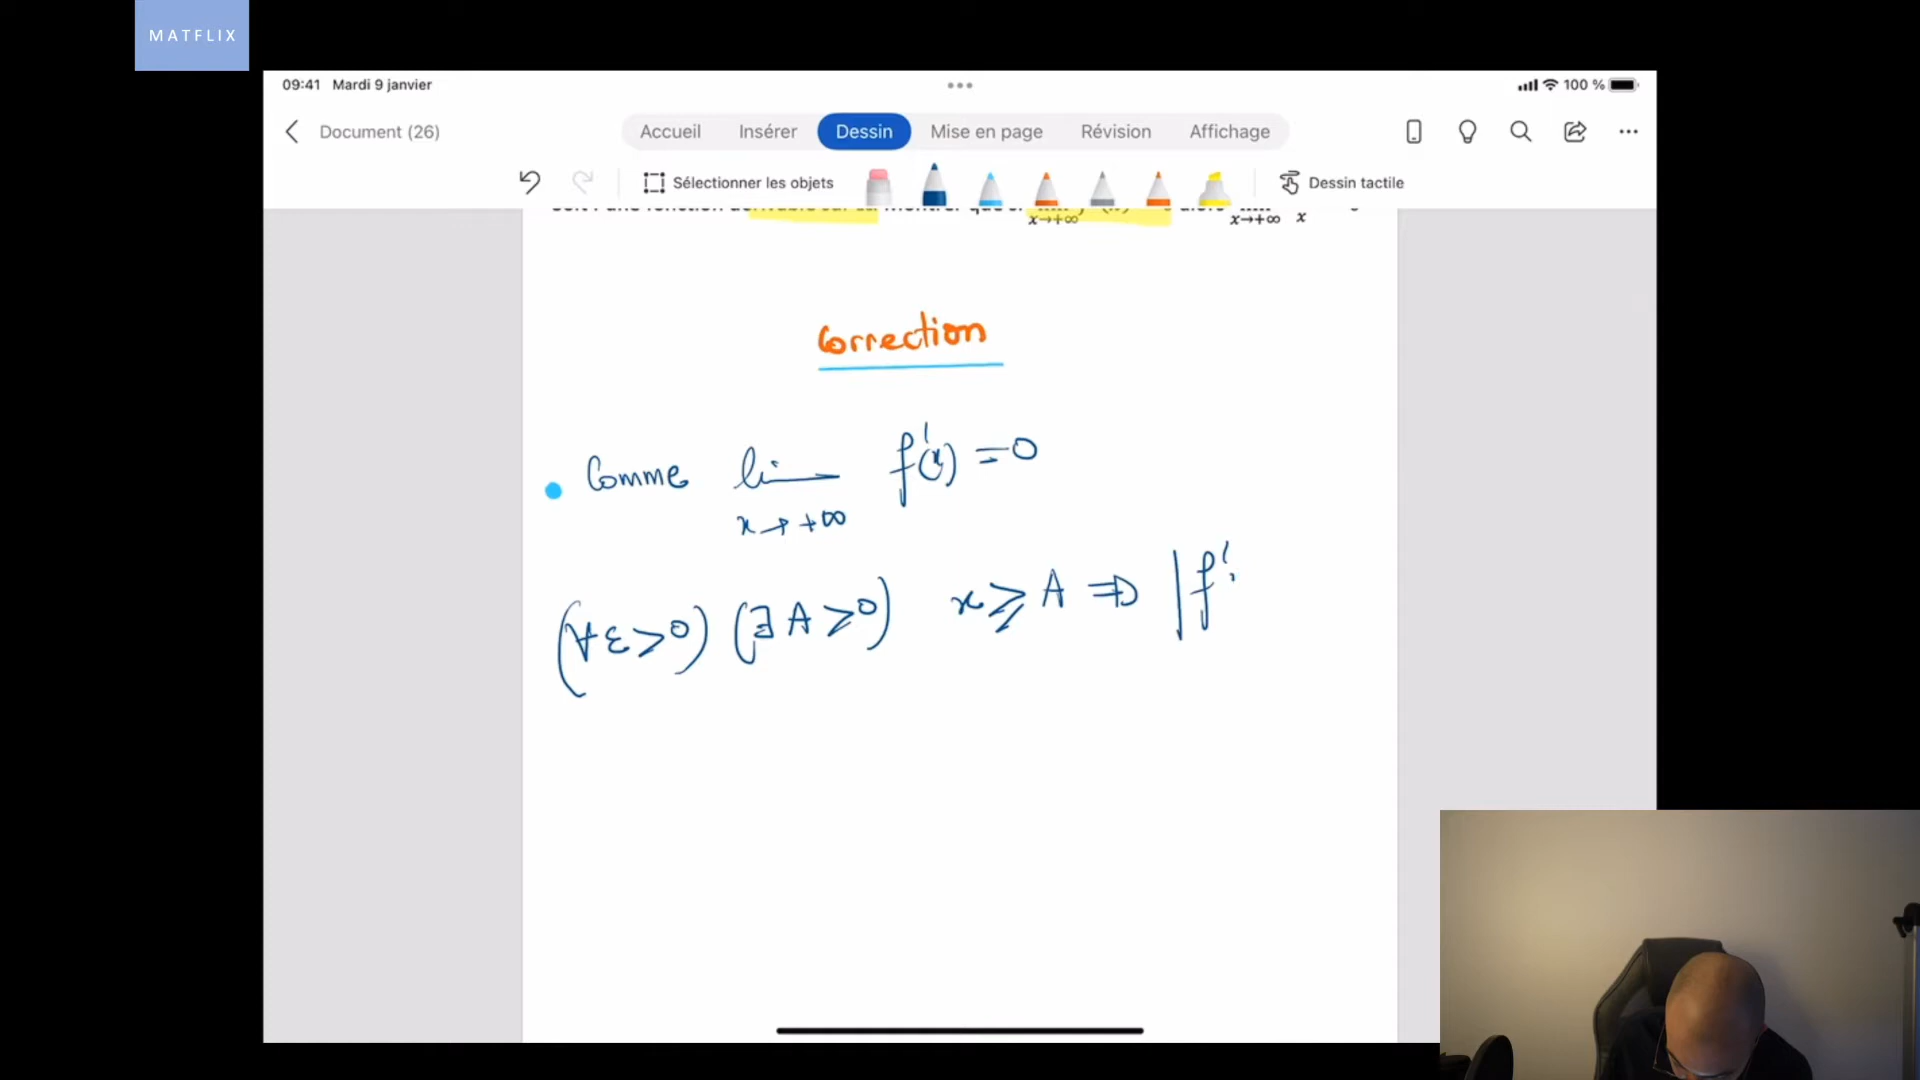 MATFLIX
09:41 Mardi 9 janvier
100 %
Document (26)
Accueil Insérer Dessin Mise en page Révision Affichage
Sélectionner les objets
Dessin tactile
x→+∞ x→+∞ x
Correction
• Comme lim f'(x) = 0
x → +∞
(∀ε>0) (∃ A ≥0) x ≥ A ⇒ |f'